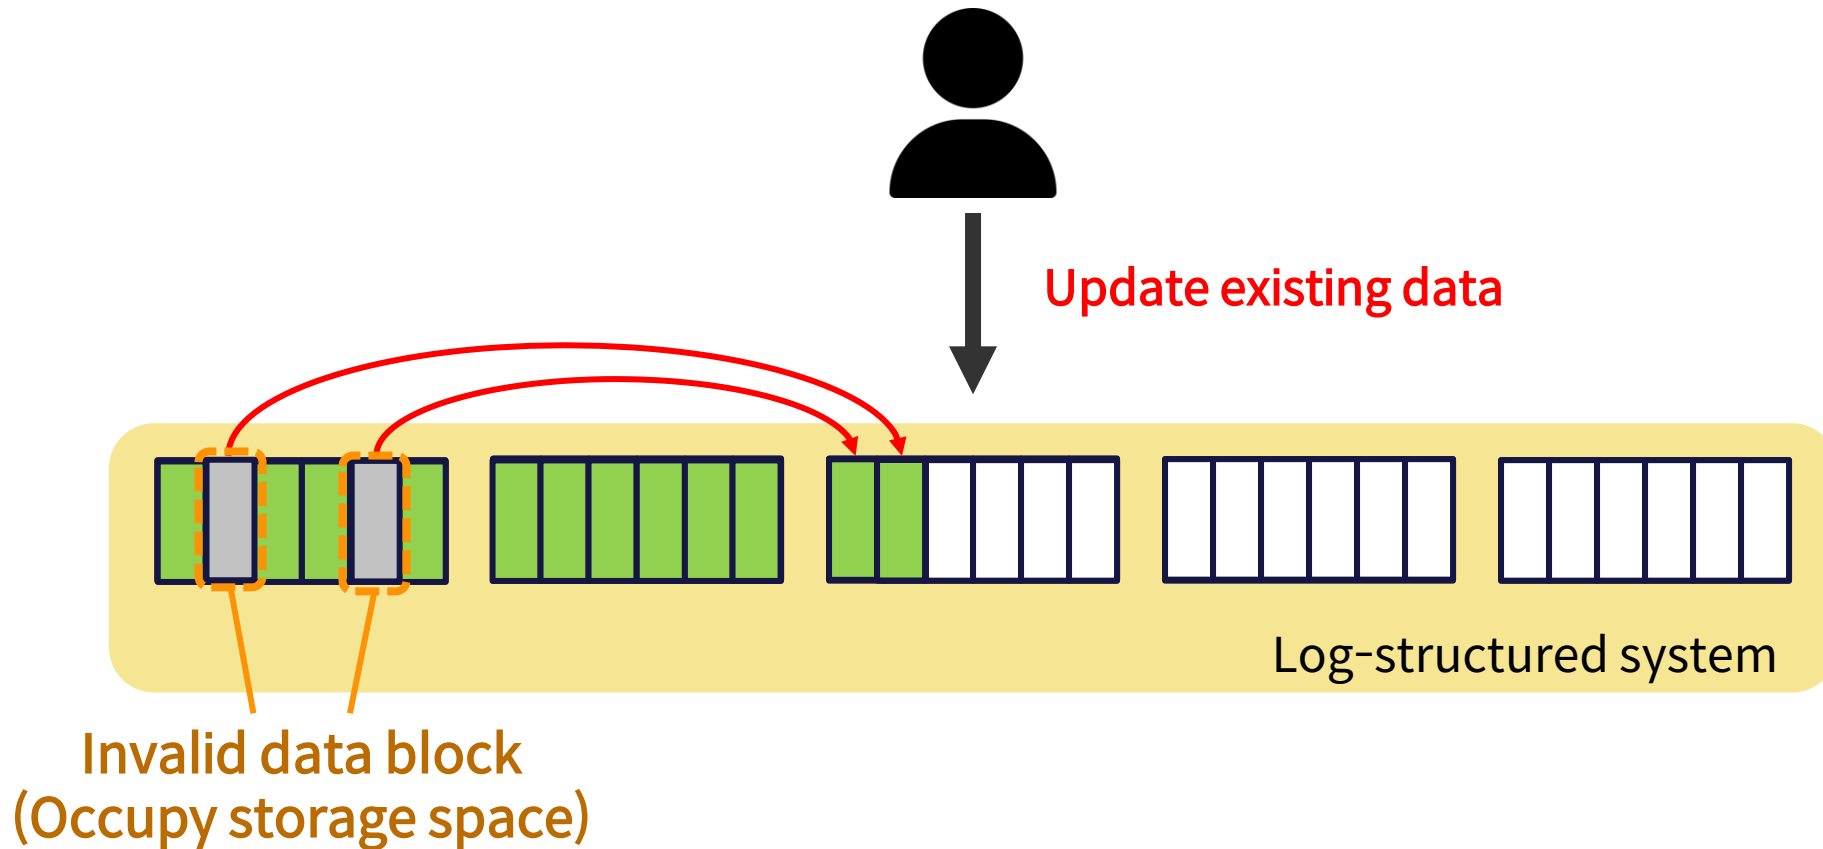 Update existing data
Log-structured system
Invalid data block
(Occupy storage space)